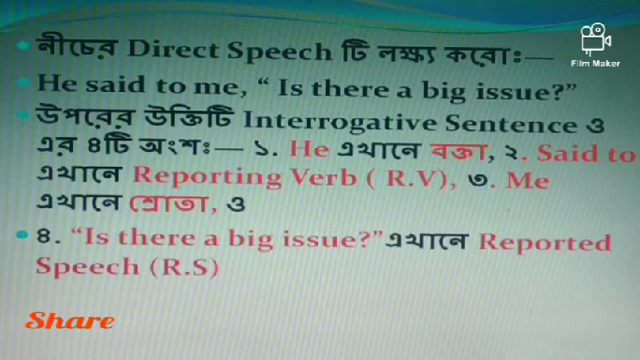 নীচের Direct Speech টি লক্ষ্য করোঃ—
He said to me, “ Is there a big issue?”
উপরের উক্তিটি Interrogative Sentence ও
এর ৪টি অংশঃ— ১. He এখানে বক্তা, ২. Said to
এখানে Reporting Verb ( R.V), ৩. Me
এখানে শ্রোতা, ও
৪. “Is there a big issue?”এখানে Reported
Speech (R.S)
Share
Film Maker